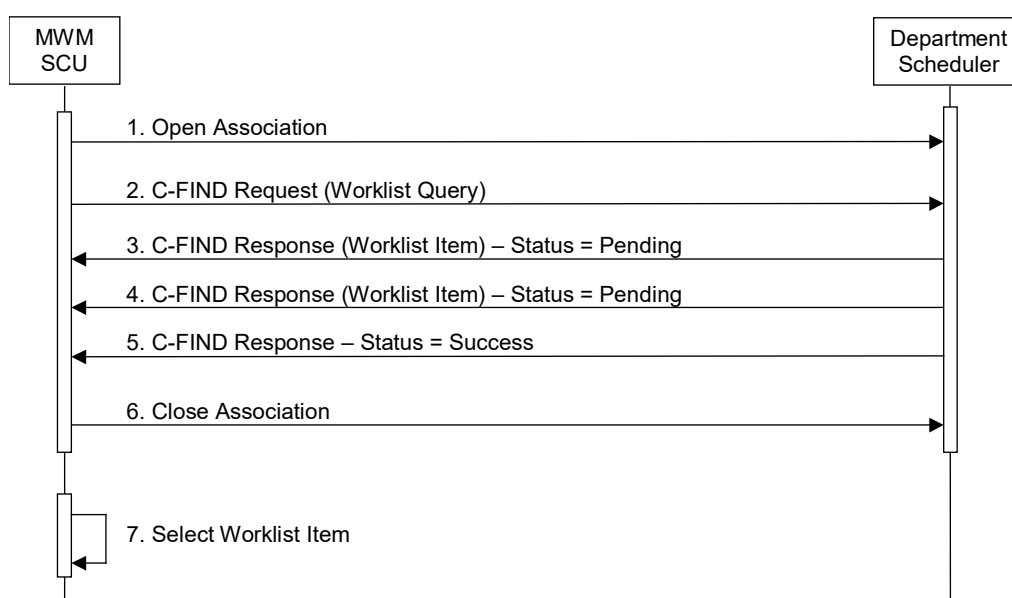 MWM
SCU
Department
Scheduler
1. Open Association
2. C-FIND Request (Worklist Query)
3. C-FIND Response (Worklist Item) – Status = Pending
4. C-FIND Response (Worklist Item) – Status = Pending
5. C-FIND Response – Status = Success
6. Close Association
7. Select Worklist Item